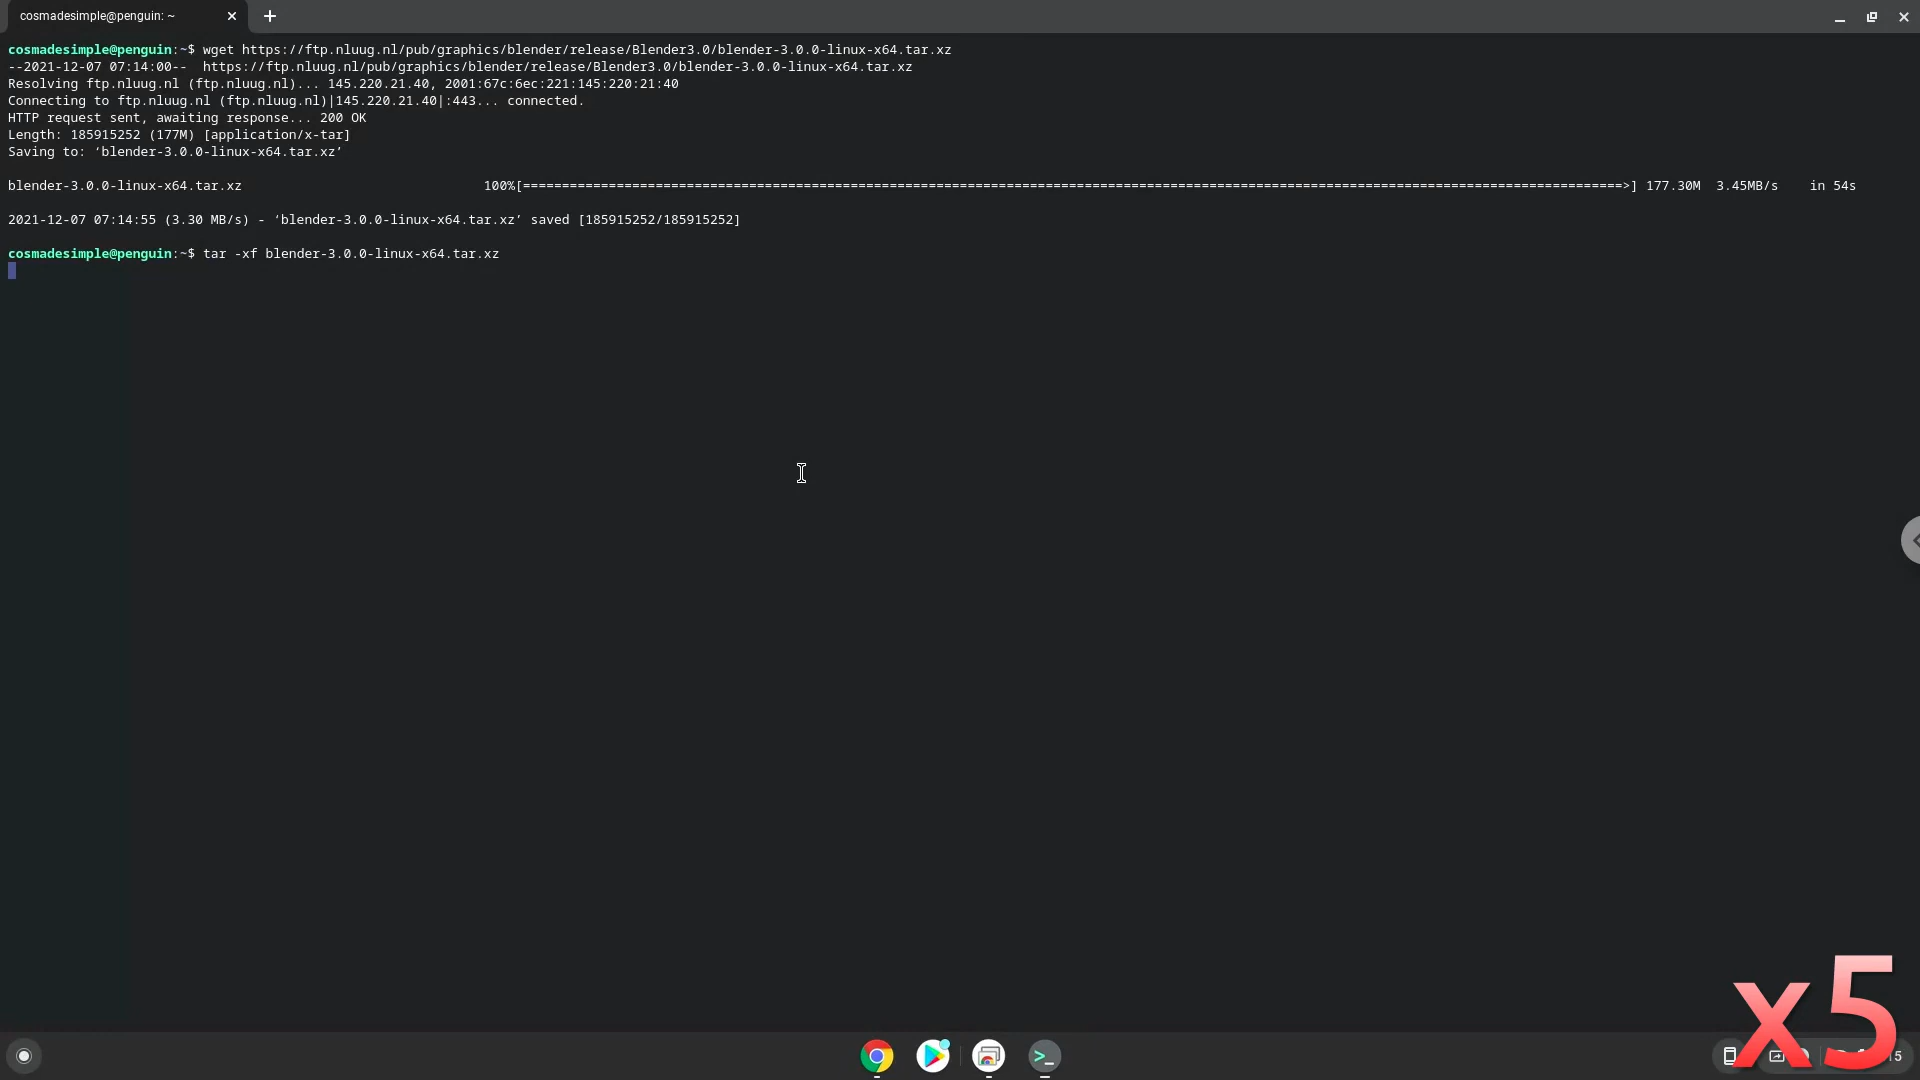 cosmadesimple@penguin: ~
cosmadesimple@penguin:~$ wget https://ftp.nluug.nl/pub/graphics/blender/release/Blender3.0/blender-3.0.0-linux-x64.tar.xz
--2021-12-07 07:14:00--  https://ftp.nluug.nl/pub/graphics/blender/release/Blender3.0/blender-3.0.0-linux-x64.tar.xz
Resolving ftp.nluug.nl (ftp.nluug.nl)... 145.220.21.40, 2001:67c:6ec:221:145:220:21:40
Connecting to ftp.nluug.nl (ftp.nluug.nl)|145.220.21.40|:443... connected.
HTTP request sent, awaiting response... 200 OK
Length: 185915252 (177M) [application/x-tar]
Saving to: ‘blender-3.0.0-linux-x64.tar.xz’
blender-3.0.0-linux-x64.tar.xz 100%[=============================================================================================================================================>] 177.30M 3.45MB/s in 54s
2021-12-07 07:14:55 (3.30 MB/s) - ‘blender-3.0.0-linux-x64.tar.xz’ saved [185915252/185915252]
cosmadesimple@penguin:~$ tar -xf blender-3.0.0-linux-x64.tar.xz
x5